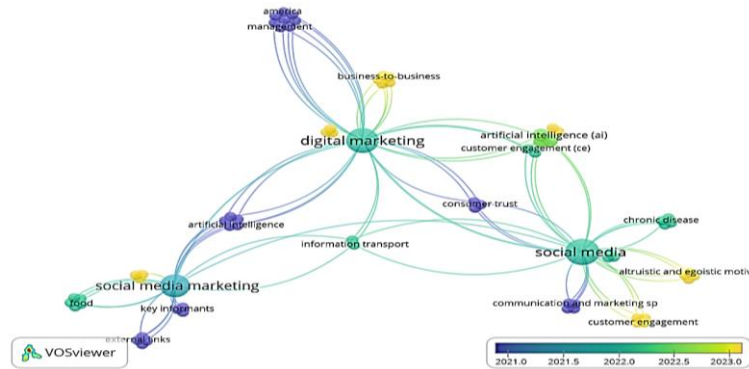 america
management
business-to-business
digital marketing
artificial intelligence (ai)
customer engagement (ce)
consumer trust
artificial intelligence
chronic disease
information transport
social media
altruistic and egoistic motiv
social media marketing
food
key informants
communication and marketing sp
customer engagement
external links
VOSviewer
2021.0 2021.5 2022.0 2022.5 2023.0